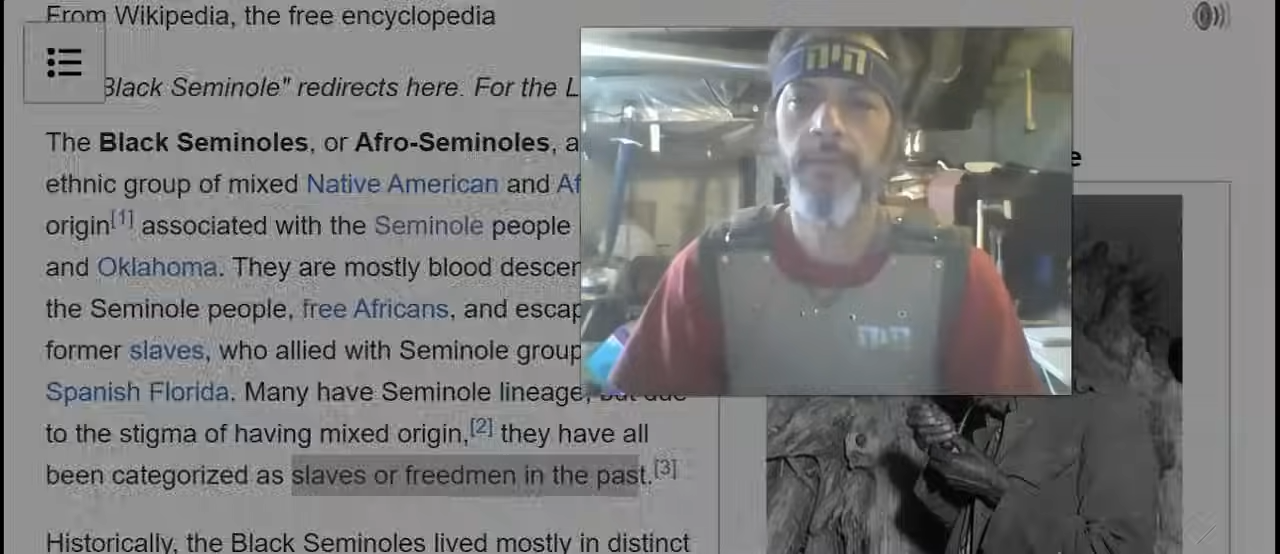 From Wikipedia, the free encyclopedia
Black Seminole" redirects here. For the L
The Black Seminoles, or Afro-Seminoles, a
ethnic group of mixed Native American and Af
e
origin[1] associated with the Seminole people
and Oklahoma. They are mostly blood descen
the Seminole people, free Africans, and escap
former slaves, who allied with Seminole group
Spanish Florida. Many have Seminole lineage, but due
to the stigma of having mixed origin,[2] they have all
been categorized as slaves or freedmen in the past.[3]
Historically, the Black Seminoles lived mostly in distinct